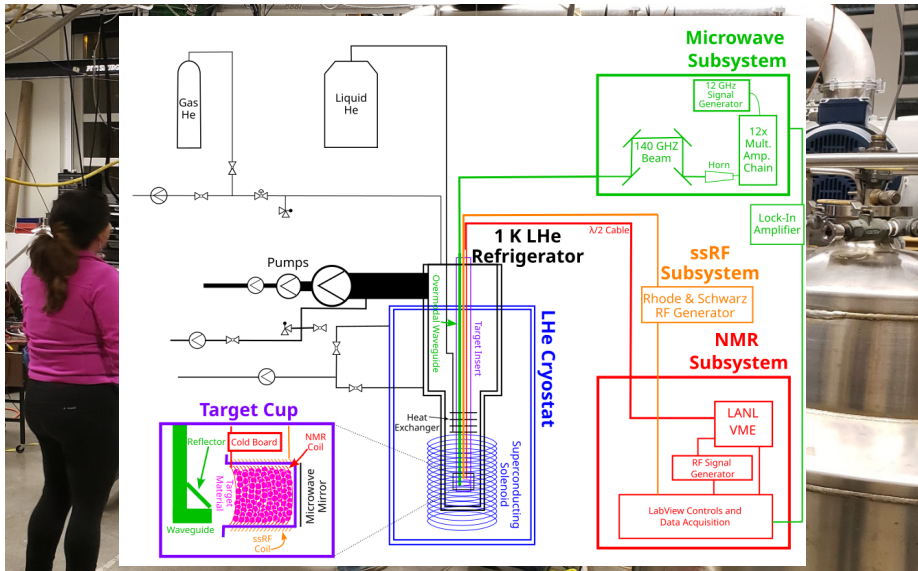 Microwave
Subsystem
12 GHz
Signal
Generator
Gas
He
Liquid
He
12x
Mult.
Amp.
Chain
140 GHZ
Beam
Horn
Lock-In
Amplifier
λ/2 Cable
1 K LHe
Refrigerator
ssRF
Subsystem
Pumps
Overmoded Waveguide
Target Insert
Rhode & Schwarz
RF Generator
LHe Cryostat
NMR
Subsystem
Target Cup
Heat
Exchanger
LANL
VME
Reflector
Cold Board
NMR
Coil
RF Signal
Generator
Target
Material
Microwave
Mirror
Superconducting
Solenoid
LabView Controls and
Data Acquisition
Waveguide
ssRF
Coil